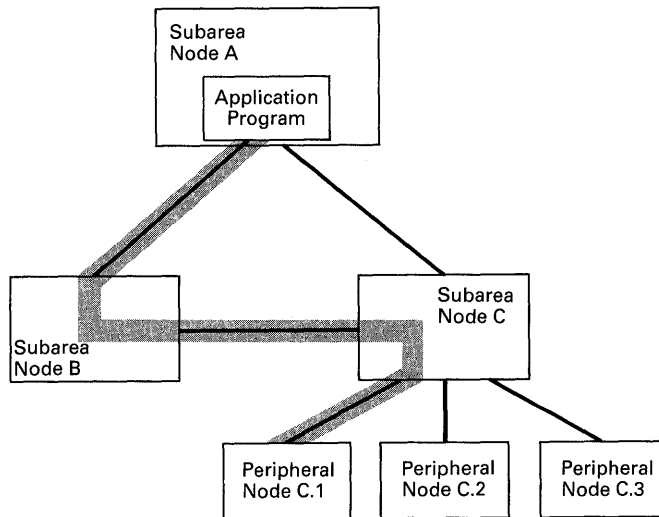 Subarea
Node A
Application
Program
Subarea
Node B
Subarea
Node C
Peripheral
Node C.1
Peripheral
Node C.2
Peripheral
Node C.3